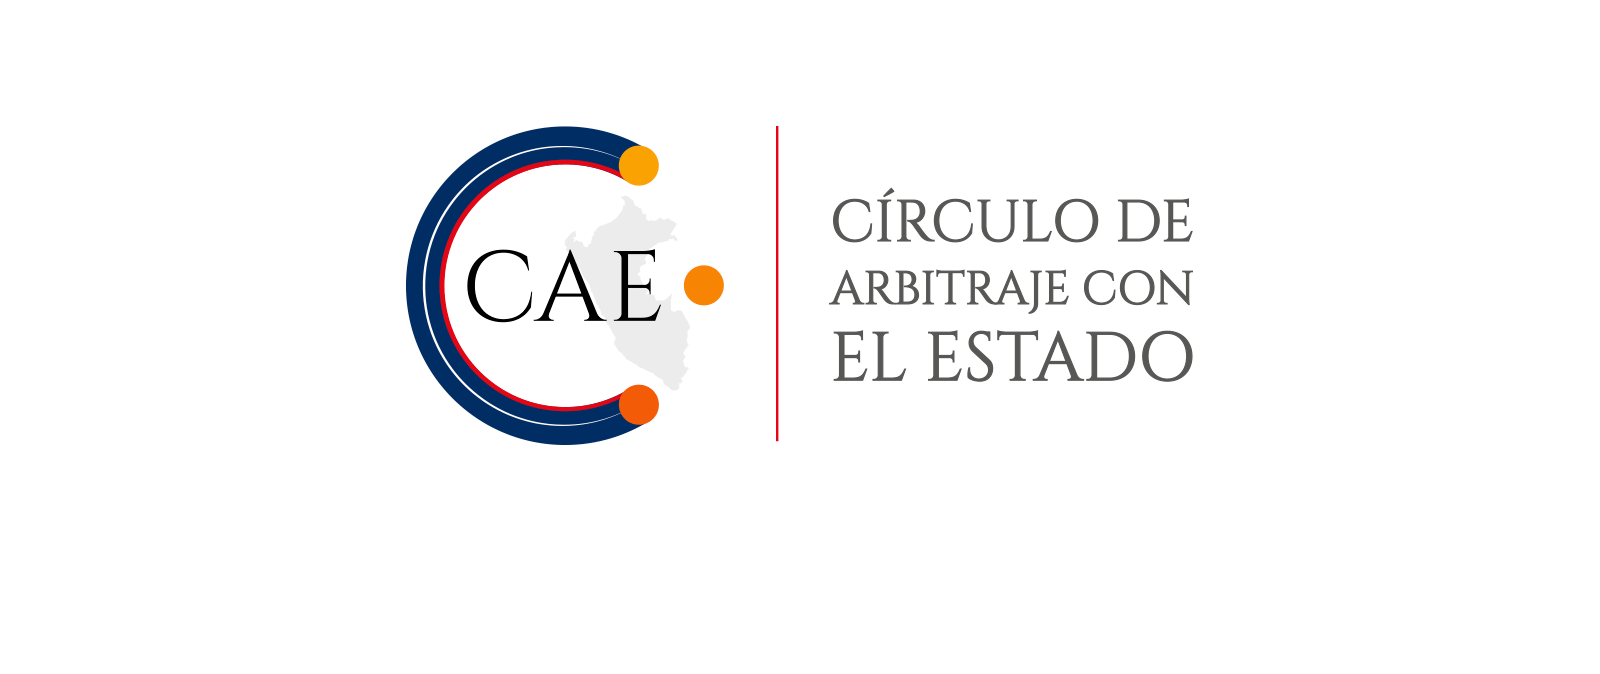 CAE
CÍRCULO DE
ARBITRAJE CON
EL ESTADO